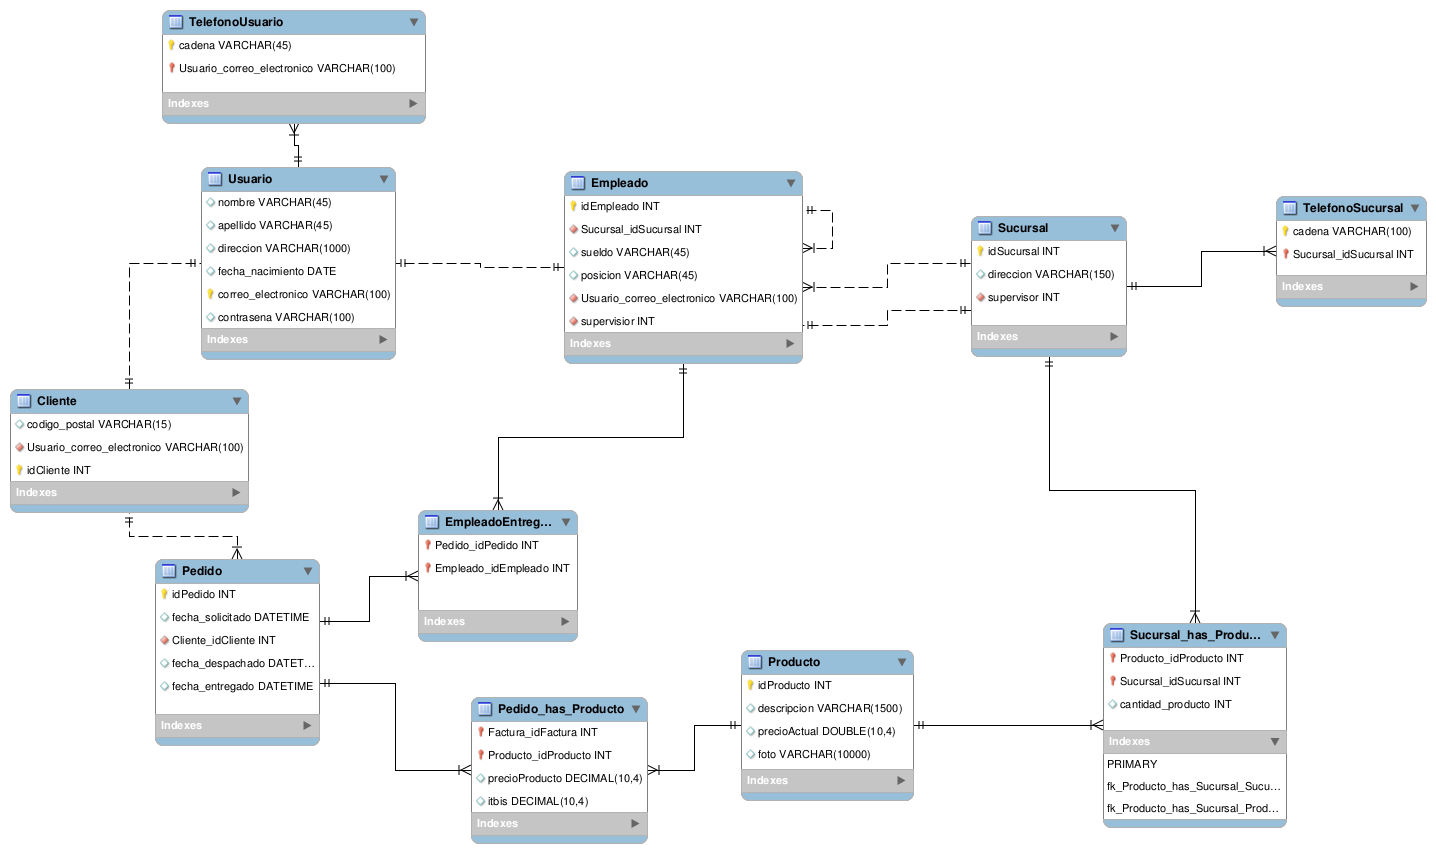 TelefonoUsuario
cadena VARCHAR(45)
Usuario_correo_electronico VARCHAR(100)
Indexes
Usuario
nombre VARCHAR(45)
apellido VARCHAR(45)
direccion VARCHAR(1000)
fecha_nacimiento DATE
correo_electronico VARCHAR(100)
contrasena VARCHAR(100)
Indexes
Empleado
idEmpleado INT
Sucursal_idSucursal INT
sueldo VARCHAR(45)
posicion VARCHAR(45)
Usuario_correo_electronico VARCHAR(100)
supervisior INT
Indexes
Sucursal
idSucursal INT
direccion VARCHAR(150)
supervisor INT
Indexes
TelefonoSucursal
cadena VARCHAR(100)
Sucursal_idSucursal INT
Indexes
Cliente
codigo_postal VARCHAR(15)
Usuario_correo_electronico VARCHAR(100)
idCliente INT
Indexes
Pedido
idPedido INT
fecha_solicitado DATETIME
Cliente_idCliente INT
fecha_despachado DATET...
fecha_entregado DATETIME
Indexes
EmpleadoEntreg...
Pedido_idPedido INT
Empleado_idEmpleado INT
Indexes
Pedido_has_Producto
Factura_idFactura INT
Producto_idProducto INT
precioProducto DECIMAL(10,4)
itbis DECIMAL(10,4)
Indexes
Producto
idProducto INT
descripcion VARCHAR(1500)
precioActual DOUBLE(10,4)
foto VARCHAR(10000)
Indexes
Sucursal_has_Produ...
Producto_idProducto INT
Sucursal_idSucursal INT
cantidad_producto INT
Indexes
PRIMARY
fk_Producto_has_Sucursal_Sucu...
fk_Producto_has_Sucursal_Prod...